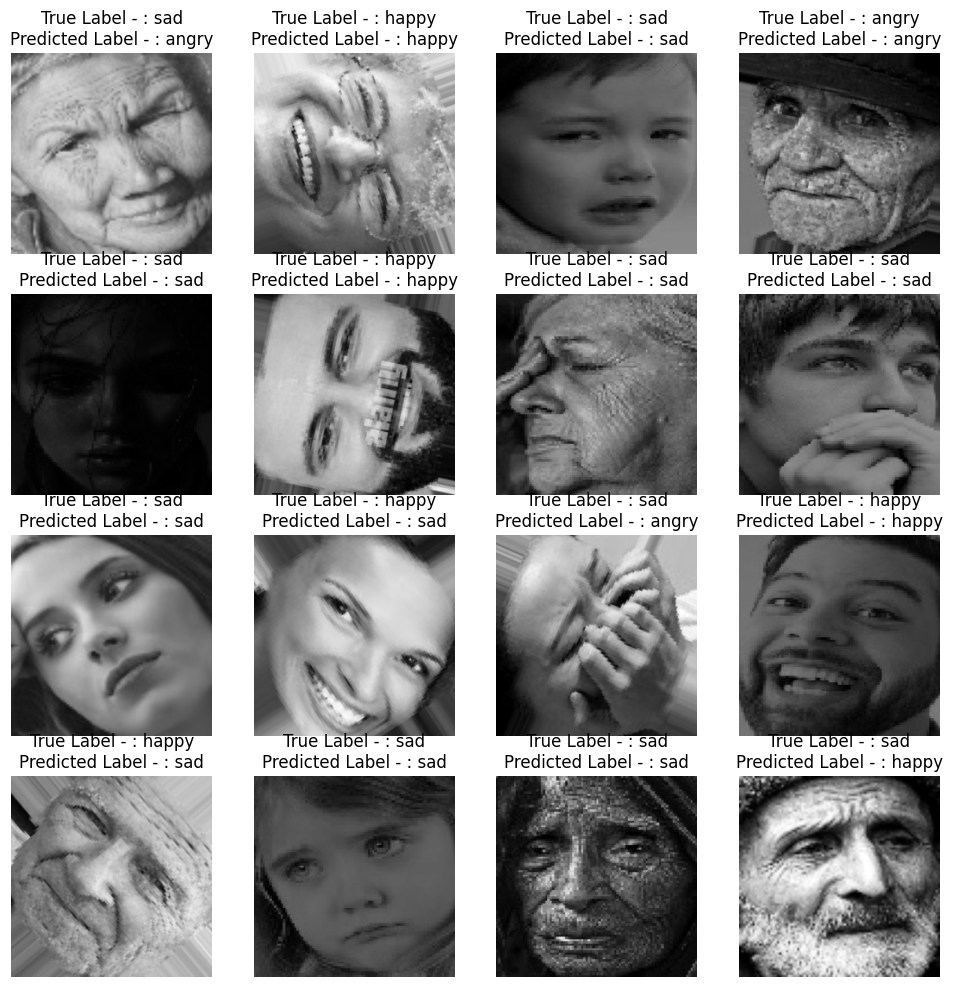 True Label - : sad
Predicted Label - : angry
True Label - : happy
Predicted Label - : happy
True Label - : sad
Predicted Label - : sad
True Label - : angry
Predicted Label - : angry
True Label - : sad
Predicted Label - : sad
True Label - : happy
Predicted Label - : happy
True Label - : sad
Predicted Label - : sad
True Label - : sad
Predicted Label - : sad
alamy
True Label - : sad
Predicted Label - : sad
True Label - : happy
Predicted Label - : sad
True Label - : sad
Predicted Label - : angry
True Label - : happy
Predicted Label - : happy
True Label - : happy
Predicted Label - : sad
True Label - : sad
Predicted Label - : sad
True Label - : sad
Predicted Label - : sad
True Label - : sad
Predicted Label - : happy